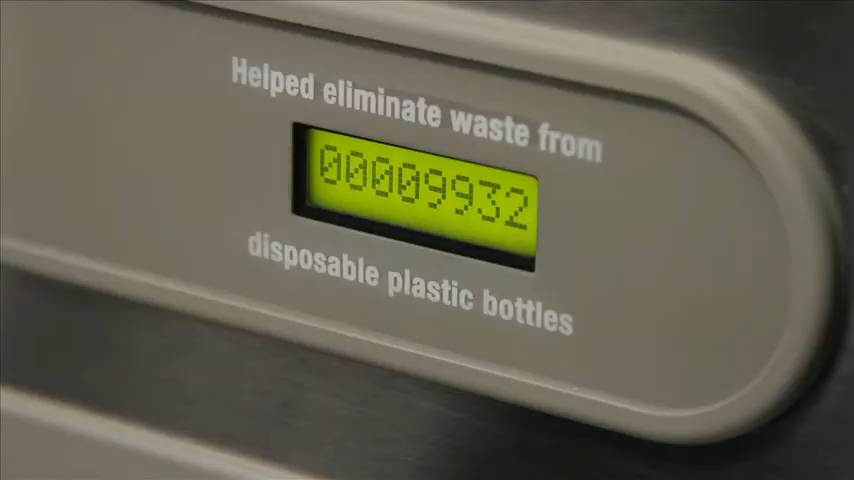 Helped eliminate waste from
00009932
disposable plastic bottles